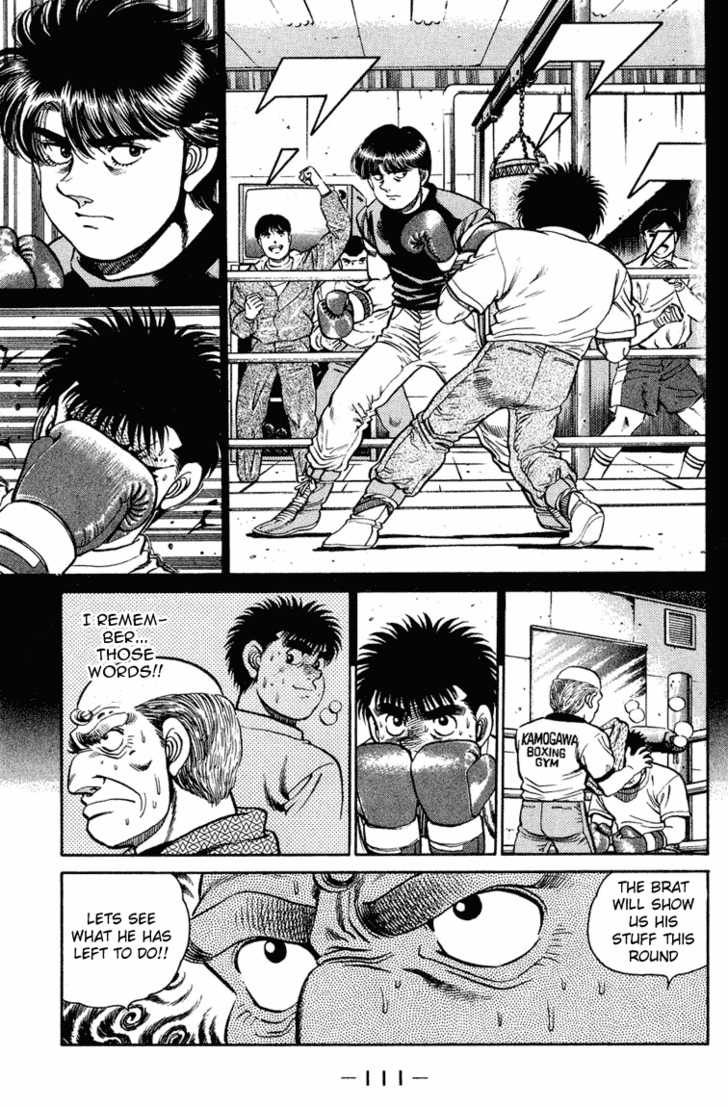 I REMEM-
BER...
THOSE
WORDS!!
KAMOGAWA
BOXING
GYM
THE BRAT
WILL SHOW
US HIS
STUFF THIS
ROUND
LETS SEE
WHAT HE HAS
LEFT TO DO!!
-111-